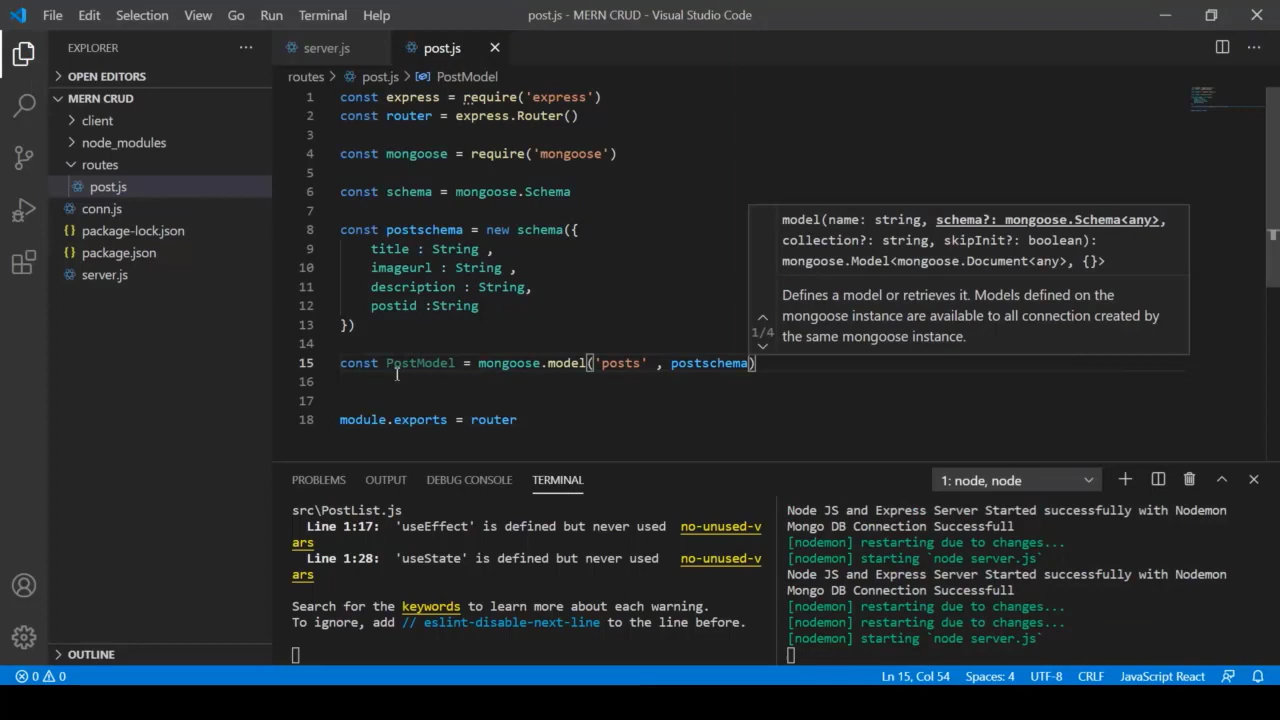 File Edit Selection View Go Run Terminal Help post.js - MERN CRUD - Visual Studio Code
EXPLORER
OPEN EDITORS
MERN CRUD
client
node_modules
routes
post.js
conn.js
package-lock.json
package.json
server.js
OUTLINE
server.js post.js
routes > post.js > PostModel
1 const express = require('express')
2 const router = express.Router()
3
4 const mongoose = require('mongoose')
5
6 const schema = mongoose.Schema
7
8 const postschema = new schema({
9 title : String ,
10 imageurl : String ,
11 description : String,
12 postid :String
13 })
14
15 const PostModel = mongoose.model('posts' , postschema)
16
17
18 module.exports = router
model(name: string, schema?: mongoose.Schema<any>,
collection?: string, skipInit?: boolean):
mongoose.Model<mongoose.Document<any>, {}>
Defines a model or retrieves it. Models defined on the
1/4 mongoose instance are available to all connection created by
the same mongoose instance.
PROBLEMS OUTPUT DEBUG CONSOLE TERMINAL 1: node, node
src\PostList.js
Line 1:17: 'useEffect' is defined but never used no-unused-v
ars
Line 1:28: 'useState' is defined but never used no-unused-v
ars
Search for the keywords to learn more about each warning.
To ignore, add // eslint-disable-next-line to the line before.
Node JS and Express Server Started successfully with Nodemon
Mongo DB Connection Successfull
[nodemon] restarting due to changes...
[nodemon] starting `node server.js`
Node JS and Express Server Started successfully with Nodemon
Mongo DB Connection Successfull
[nodemon] restarting due to changes...
[nodemon] restarting due to changes...
[nodemon] starting `node server.js`
0 0 Ln 15, Col 54 Spaces: 4 UTF-8 CRLF JavaScript React